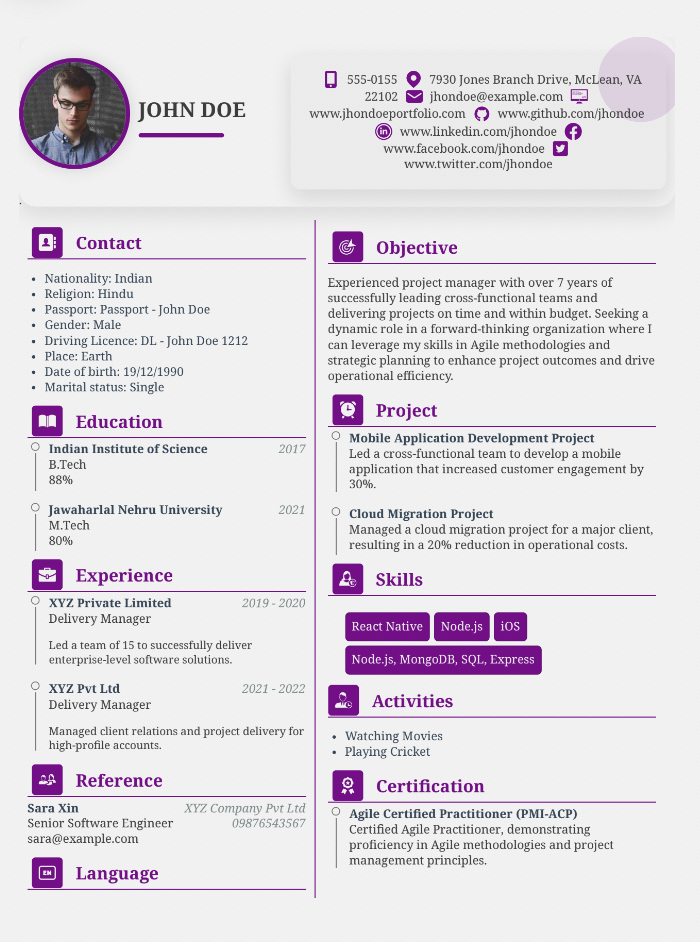 JOHN DOE
555-0155 7930 Jones Branch Drive, McLean, VA
22102 jhondoe@example.com
www.jhondoeportfolio.com www.github.com/jhondoe
www.linkedin.com/jhondoe
www.facebook.com/jhondoe
www.twitter.com/jhondoe
Contact
• Nationality: Indian
• Religion: Hindu
• Passport: Passport - John Doe
• Gender: Male
• Driving Licence: DL - John Doe 1212
• Place: Earth
• Date of birth: 19/12/1990
• Marital status: Single
Education
Indian Institute of Science 2017
B.Tech
88%
Jawaharlal Nehru University 2021
M.Tech
80%
Experience
XYZ Private Limited 2019 - 2020
Delivery Manager
Led a team of 15 to successfully deliver
enterprise-level software solutions.
XYZ Pvt Ltd 2021 - 2022
Delivery Manager
Managed client relations and project delivery for
high-profile accounts.
Reference
Sara Xin XYZ Company Pvt Ltd
Senior Software Engineer 09876543567
sara@example.com
EN
Language
Objective
Experienced project manager with over 7 years of
successfully leading cross-functional teams and
delivering projects on time and within budget. Seeking a
dynamic role in a forward-thinking organization where I
can leverage my skills in Agile methodologies and
strategic planning to enhance project outcomes and drive
operational efficiency.
Project
Mobile Application Development Project
Led a cross-functional team to develop a mobile
application that increased customer engagement by
30%.
Cloud Migration Project
Managed a cloud migration project for a major client,
resulting in a 20% reduction in operational costs.
Skills
React Native Node.js iOS
Node.js, MongoDB, SQL, Express
Activities
• Watching Movies
• Playing Cricket
Certification
Agile Certified Practitioner (PMI-ACP)
Certified Agile Practitioner, demonstrating
proficiency in Agile methodologies and project
management principles.